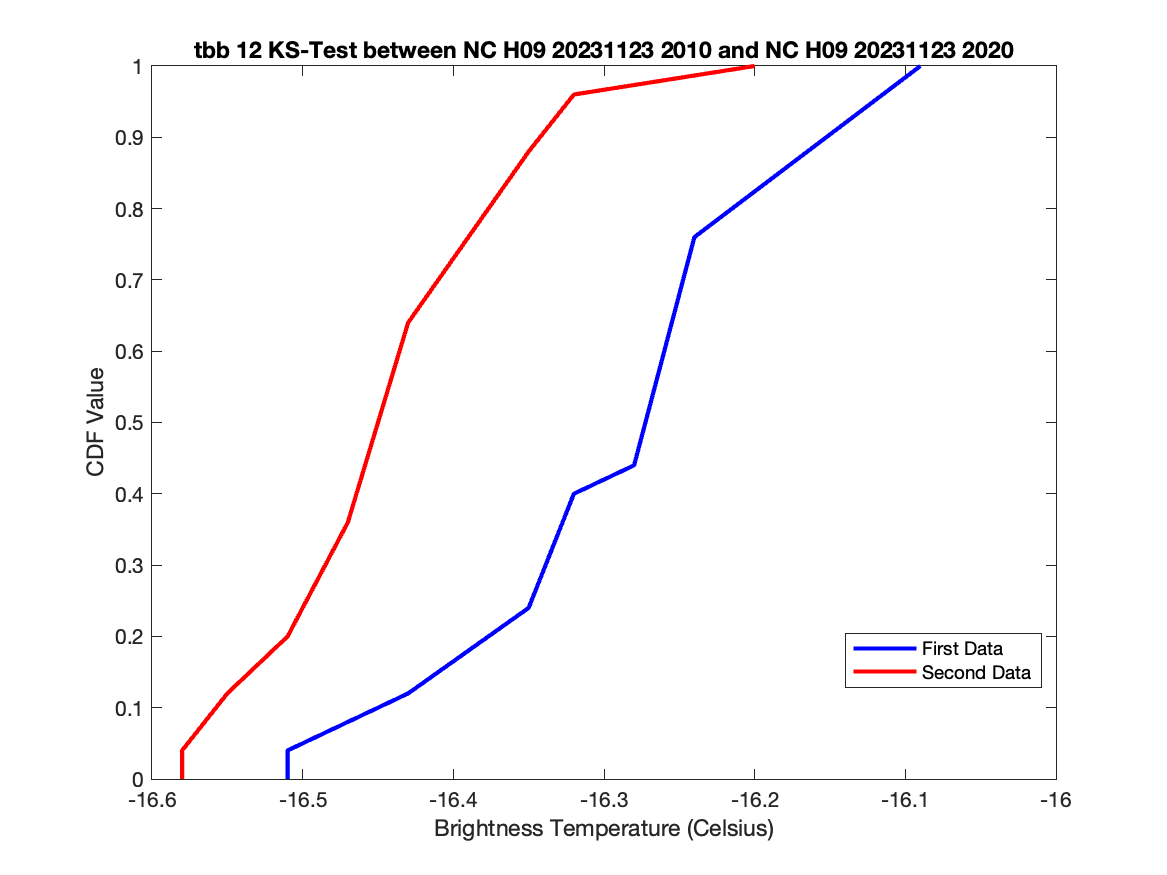 tbb 12 KS-Test between NC H09 20231123 2010 and NC H09 20231123 2020
1
0.9
0.8
0.7
0.6
0.5
0.4
0.3
0.2
0.1
0
CDF Value
First Data
Second Data
-16.6 -16.5 -16.4 -16.3 -16.2 -16.1 -16
Brightness Temperature (Celsius)